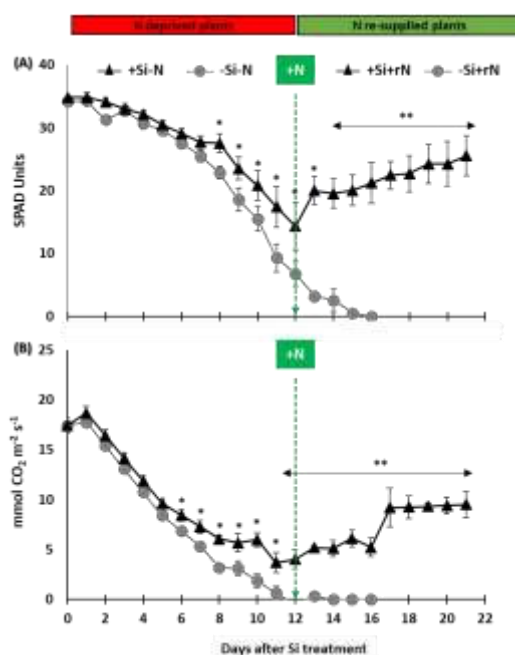 N deprived plants N re-supplied plants
(A) +Si-N -Si-N +N +Si+rN -Si+rN
40
30
20
10
0
SPAD Units
* * * * * * **
(B) +N
25
20
15
10
5
0
mmol CO₂ m⁻² s⁻¹
* * * * * * **
0 2 4 6 8 10 12 14 16 18 20 22
Days after Si treatment